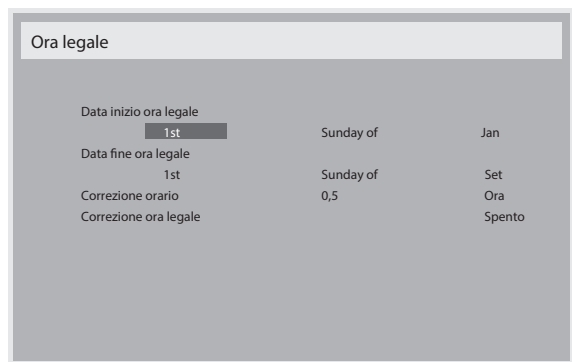 Ora legale
Data inizio ora legale
1st Sunday of Jan
Data fine ora legale
1st Sunday of Set
Correzione orario 0,5 Ora
Correzione ora legale Spento